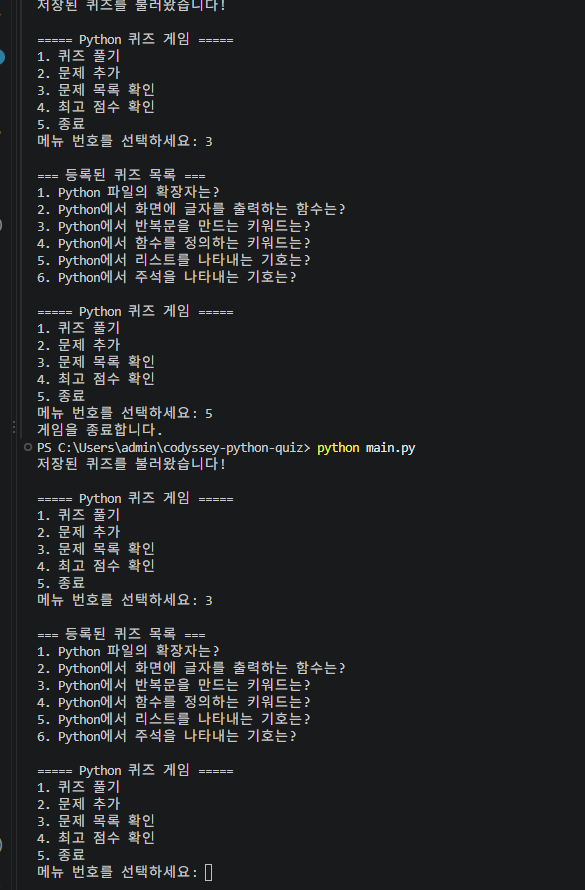 저장된 퀴즈를 불러왔습니다!
===== Python 퀴즈 게임 =====
1. 퀴즈 풀기
2. 문제 추가
3. 문제 목록 확인
4. 최고 점수 확인
5. 종료
메뉴 번호를 선택하세요: 3
=== 등록된 퀴즈 목록 ===
1. Python 파일의 확장자는?
2. Python에서 화면에 글자를 출력하는 함수는?
3. Python에서 반복문을 만드는 키워드는?
4. Python에서 함수를 정의하는 키워드는?
5. Python에서 리스트를 나타내는 기호는?
6. Python에서 주석을 나타내는 기호는?
===== Python 퀴즈 게임 =====
1. 퀴즈 풀기
2. 문제 추가
3. 문제 목록 확인
4. 최고 점수 확인
5. 종료
메뉴 번호를 선택하세요: 5
게임을 종료합니다.
PS C:\Users\admin\codyssey-python-quiz> python main.py
저장된 퀴즈를 불러왔습니다!
===== Python 퀴즈 게임 =====
1. 퀴즈 풀기
2. 문제 추가
3. 문제 목록 확인
4. 최고 점수 확인
5. 종료
메뉴 번호를 선택하세요: 3
=== 등록된 퀴즈 목록 ===
1. Python 파일의 확장자는?
2. Python에서 화면에 글자를 출력하는 함수는?
3. Python에서 반복문을 만드는 키워드는?
4. Python에서 함수를 정의하는 키워드는?
5. Python에서 리스트를 나타내는 기호는?
6. Python에서 주석을 나타내는 기호는?
===== Python 퀴즈 게임 =====
1. 퀴즈 풀기
2. 문제 추가
3. 문제 목록 확인
4. 최고 점수 확인
5. 종료
메뉴 번호를 선택하세요: